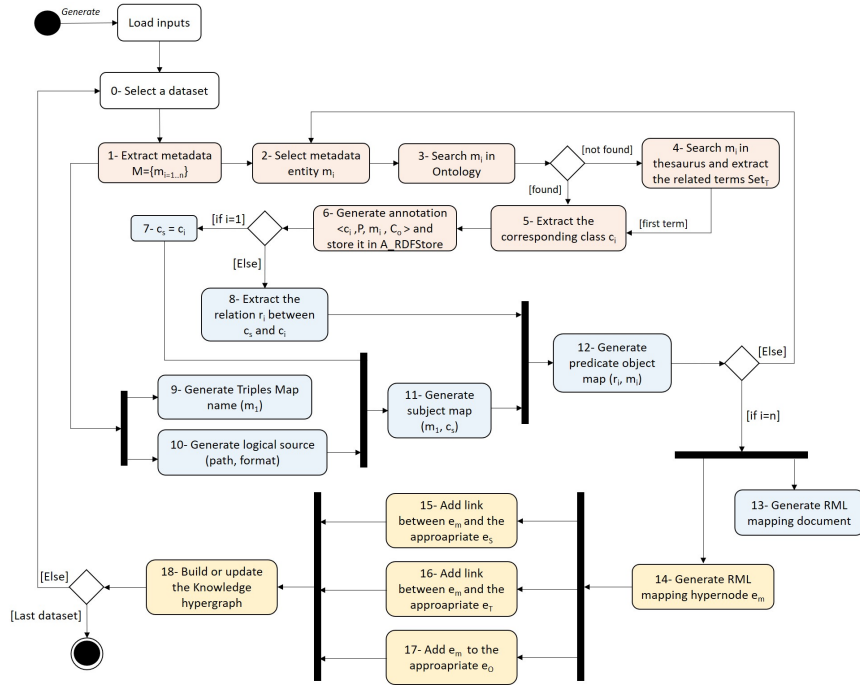 Generate
Load inputs
0- Select a dataset
1- Extract metadata
M={mi=1..n}
2- Select metadata
entity mi
3- Search mi in
Ontology
[not found]
[found]
4- Search mi in
thesaurus and extract
the related terms SetT
[first term]
5- Extract the
corresponding class ci
6- Generate annotation
<ci ,P, mi , Co > and
store it in A_RDFStore
[if i=1]
7- cs = ci
[Else]
8- Extract the
relation ri between
cs and ci
9- Generate Triples Map
name (m1)
10- Generate logical source
(path, format)
11- Generate
subject map
(m1, cs)
12- Generate
predicate object
map (ri, mi)
[Else]
[if i=n]
13- Generate RML
mapping document
14- Generate RML
mapping hypernode em
15- Add link
between em and the
approapriate eS
16- Add link
between em and the
approapriate eT
17- Add em to the
approapriate eO
18- Build or update
the Knowledge
hypergraph
[Else]
[Last dataset]